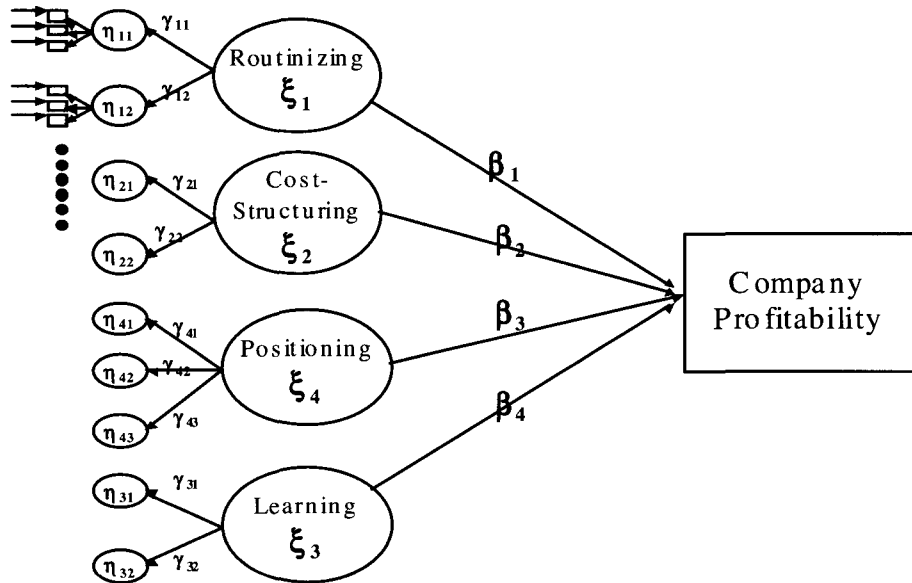 η11
γ11
Routinizing
ξ1
η12
γ12
β1
η21
γ21
Cost-
Structuring
ξ2
η22
γ22
β2
Company
Profitability
η41
γ41
Positioning
ξ4
η42
γ42
η43
γ43
β3
β4
η31
γ31
Learning
ξ3
η32
γ32